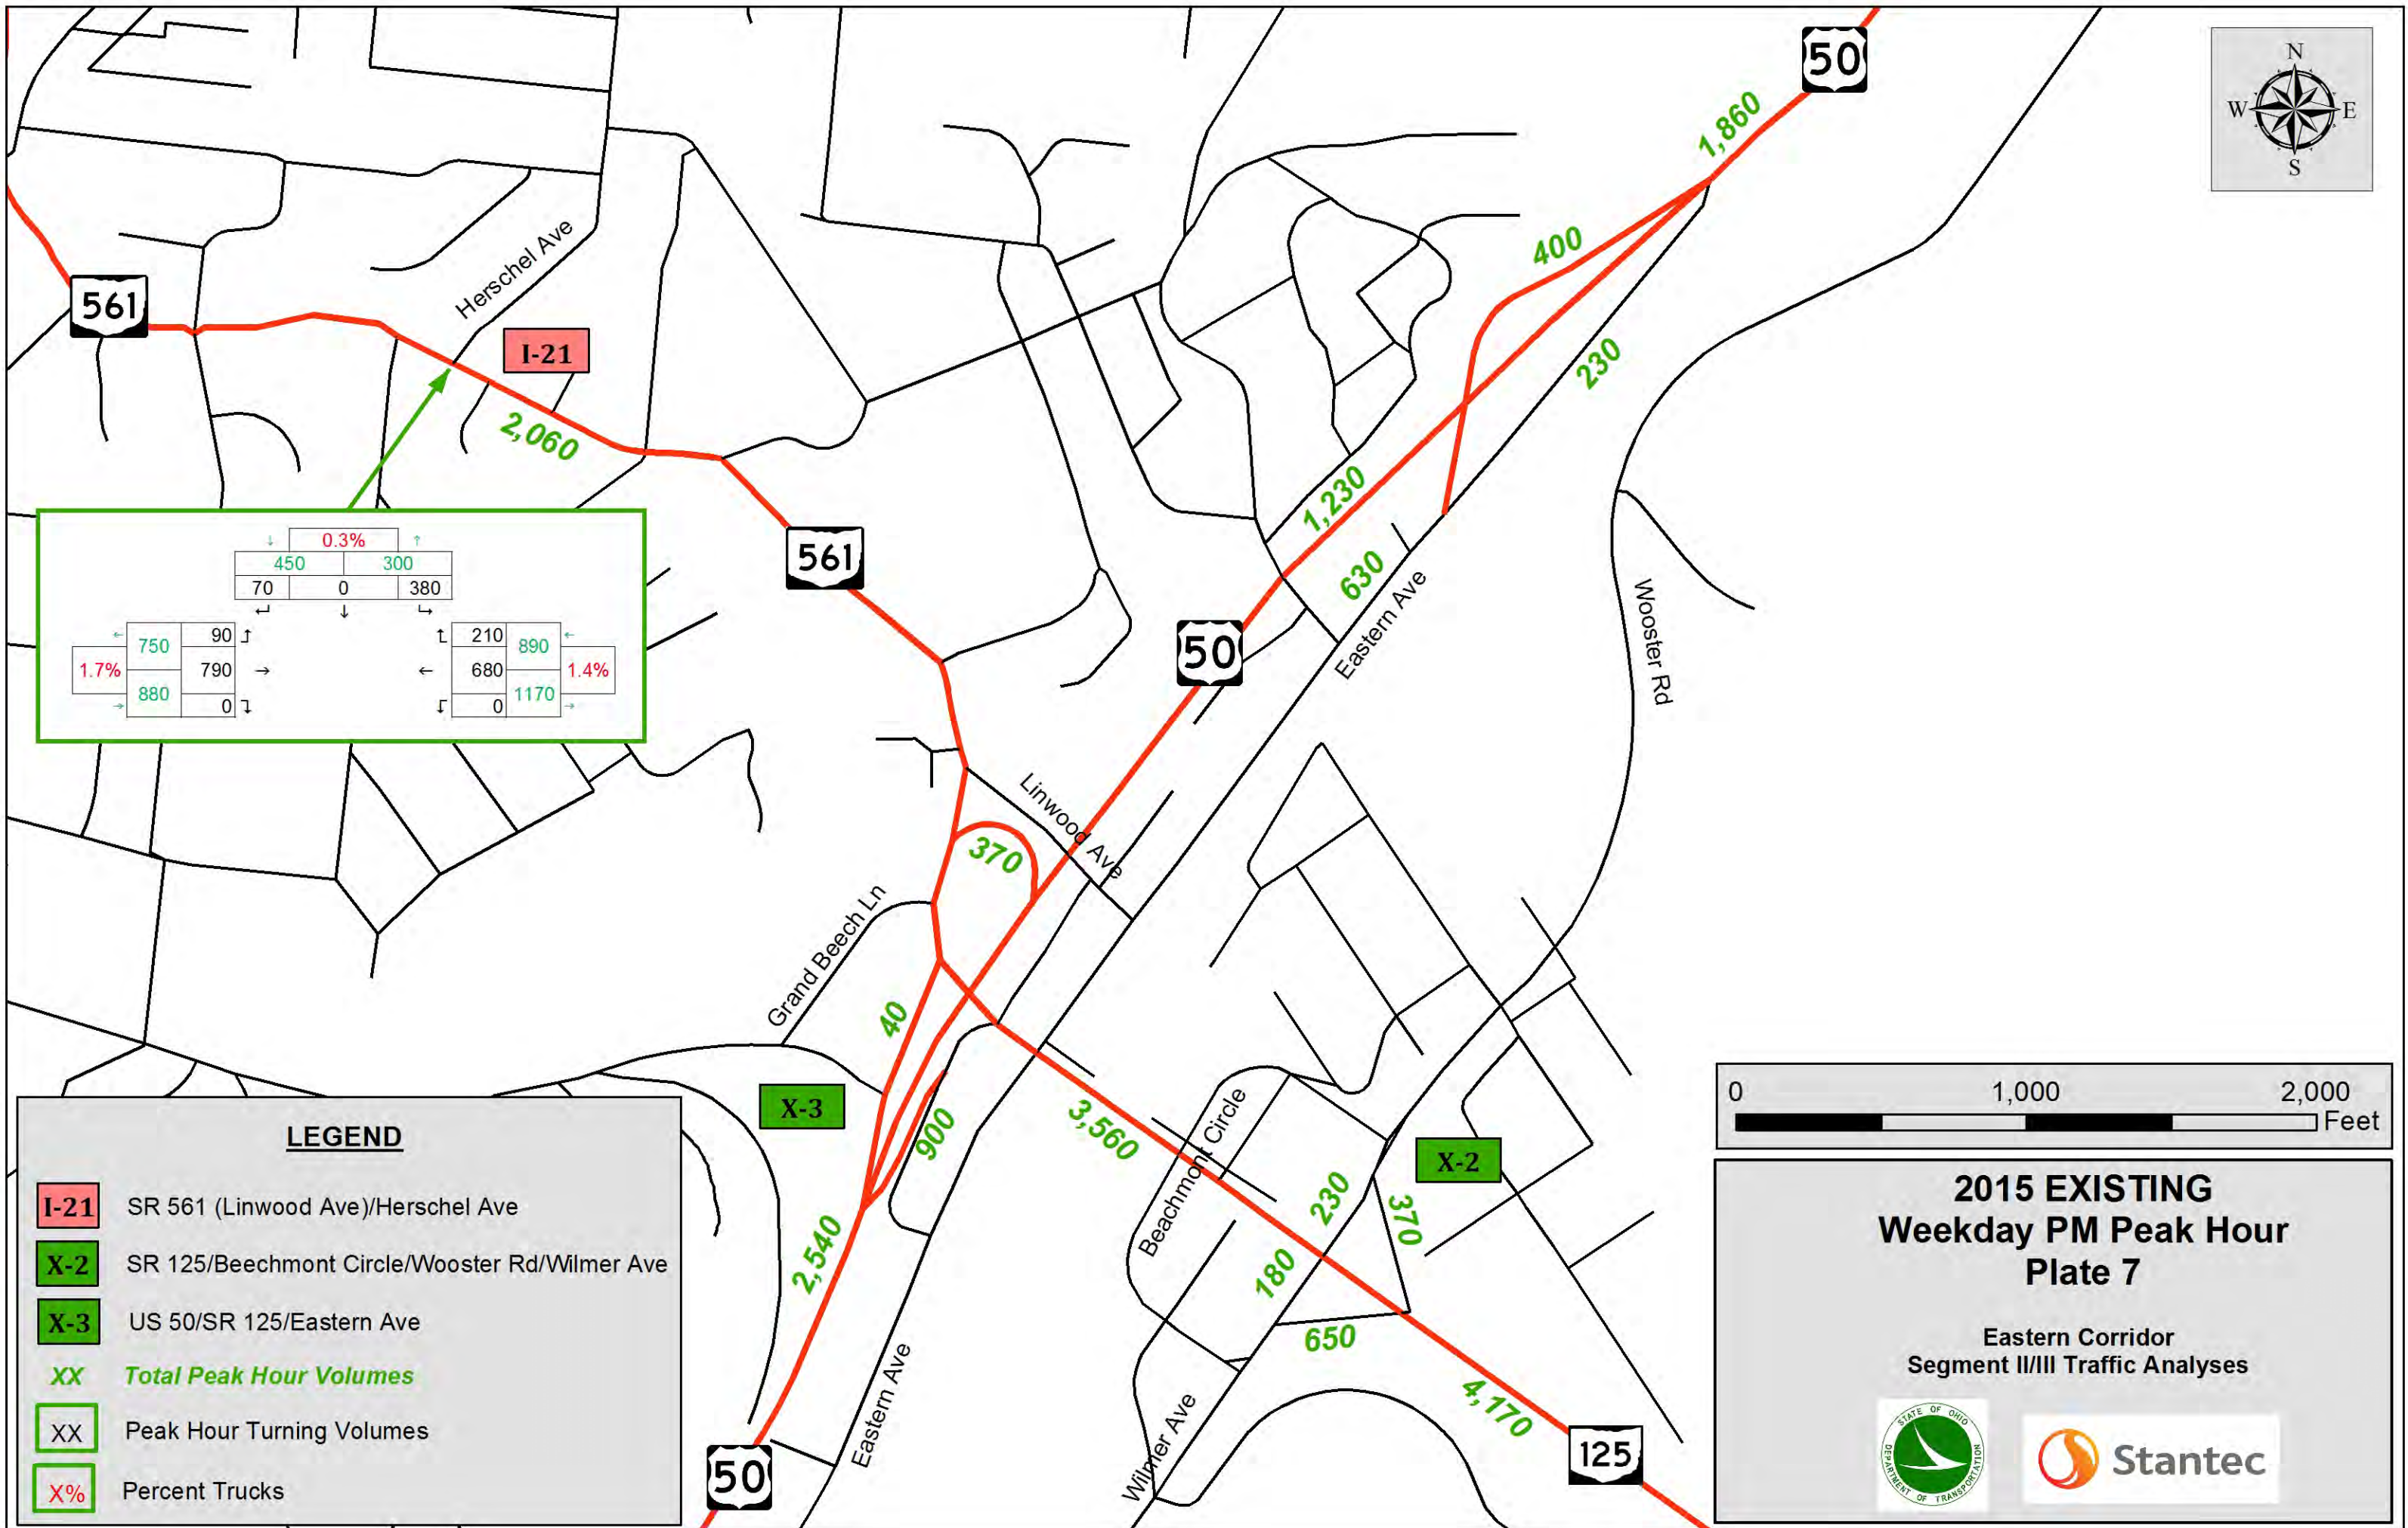 50
N
W
E
S
1,860
400
Herschel Ave
561
I-21
230
2,060
1,230
561
0.3%
450 300
70 0 380
750 90
1.7% 790
880 0
210 890
680 1.4%
0 1170
630
Eastern Ave
Wooster Rd
50
Linwood Ave
370
Grand Beech Ln
40
X-3
900
3,560
Beachmont Circle
X-2
230
370
180
650
2,540
Eastern Ave
Wilmer Ave
4,170
125
50
0 1,000 2,000
Feet
LEGEND
I-21 SR 561 (Linwood Ave)/Herschel Ave
X-2 SR 125/Beechmont Circle/Wooster Rd/Wilmer Ave
X-3 US 50/SR 125/Eastern Ave
XX Total Peak Hour Volumes
XX Peak Hour Turning Volumes
X% Percent Trucks
2015 EXISTING
Weekday PM Peak Hour
Plate 7
Eastern Corridor
Segment II/III Traffic Analyses
STATE OF OHIO
DEPARTMENT OF TRANSPORTATION
Stantec